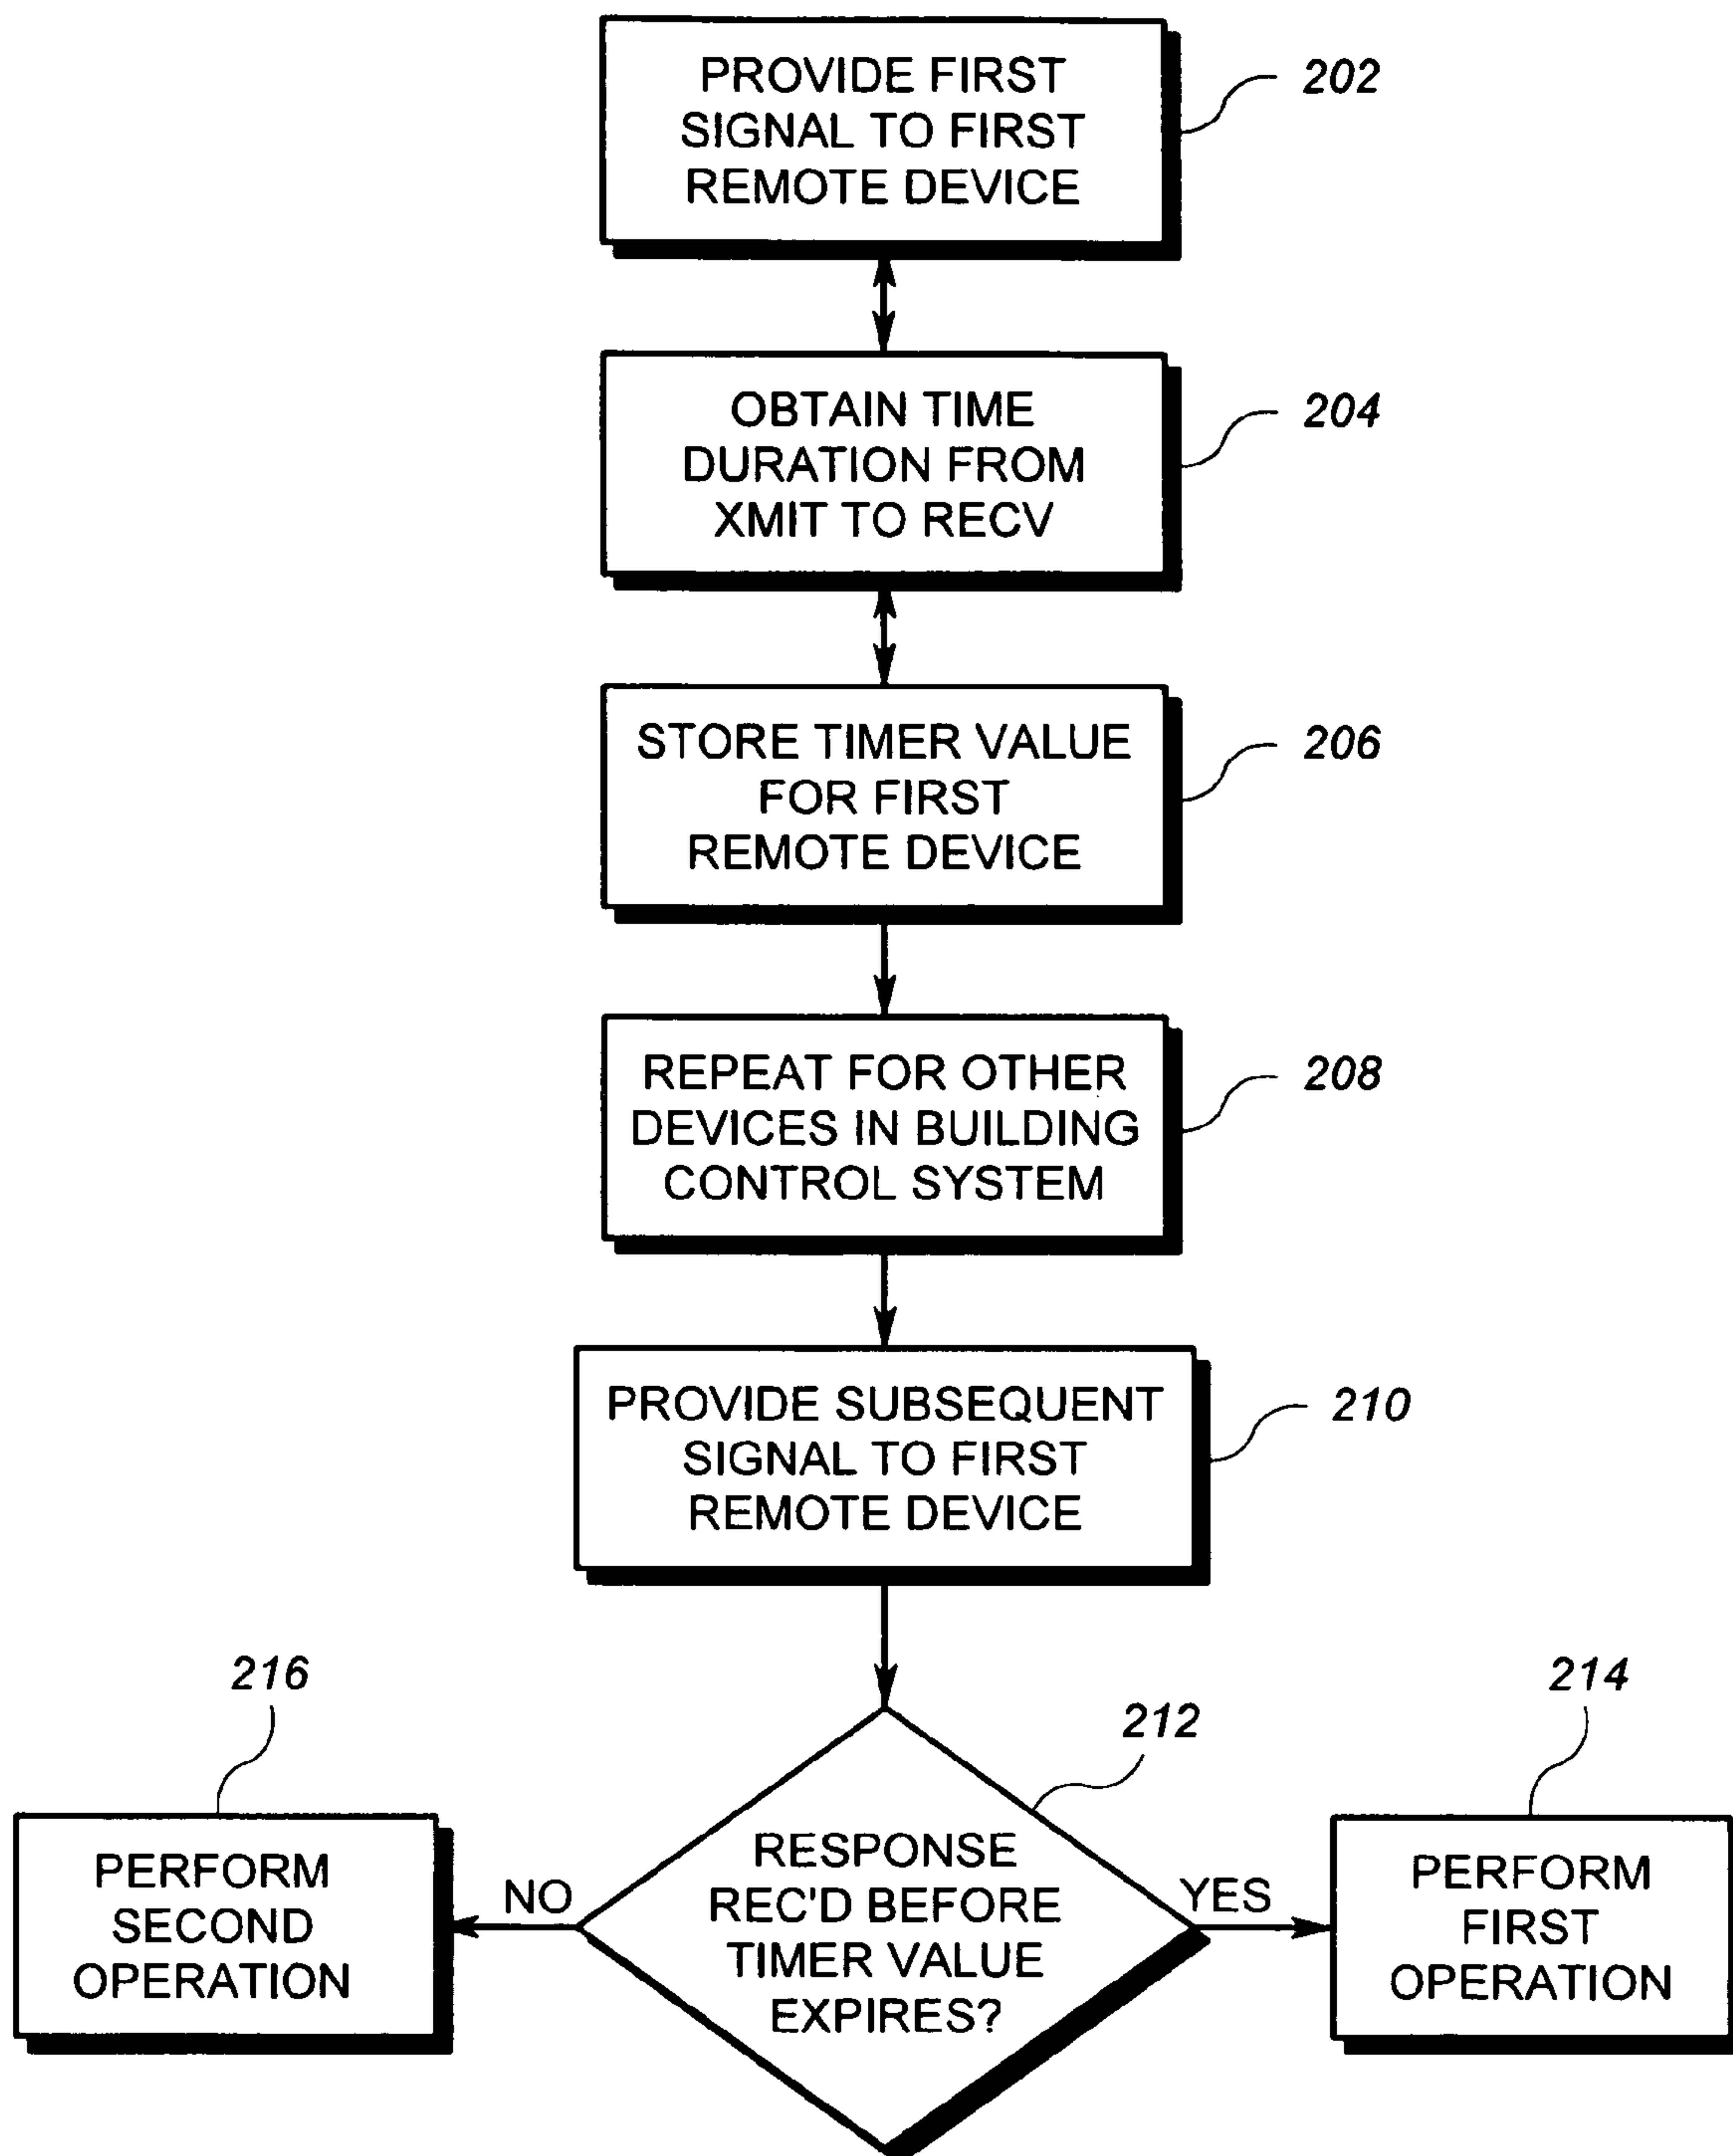 PROVIDE FIRST
SIGNAL TO FIRST
REMOTE DEVICE
202
OBTAIN TIME
DURATION FROM
XMIT TO RECV
204
STORE TIMER VALUE
FOR FIRST
REMOTE DEVICE
206
REPEAT FOR OTHER
DEVICES IN BUILDING
CONTROL SYSTEM
208
PROVIDE SUBSEQUENT
SIGNAL TO FIRST
REMOTE DEVICE
210
216
PERFORM
SECOND
OPERATION
NO
212
RESPONSE
REC'D BEFORE
TIMER VALUE
EXPIRES?
YES
214
PERFORM
FIRST
OPERATION